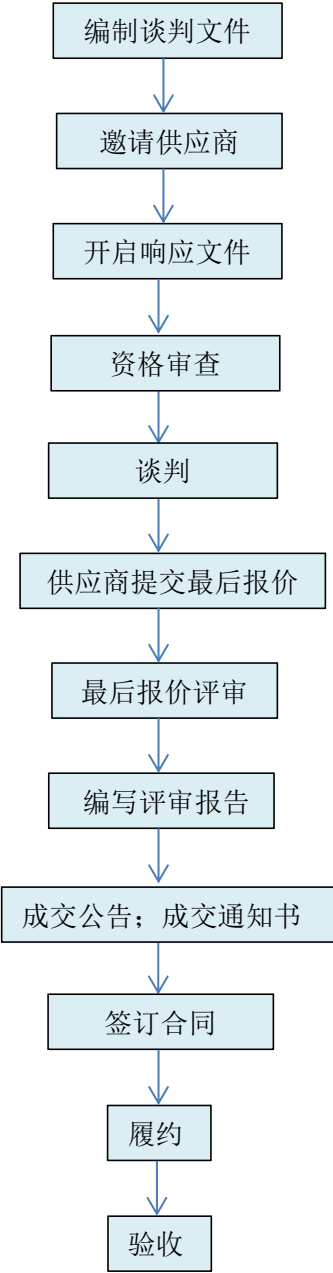 编制谈判文件
邀请供应商
开启响应文件
资格审查
谈判
供应商提交最后报价
最后报价评审
编写评审报告
成交公告；成交通知书
签订合同
履约
验收